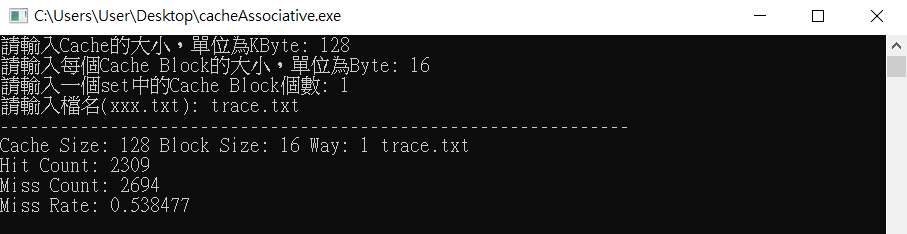 C:\Users\User\Desktop\cacheAssociative.exe
請輸入Cache的大小，單位為KByte: 128
請輸入每個Cache Block的大小，單位為Byte: 16
請輸入一個set中的Cache Block個數: 1
請輸入檔名(xxx.txt): trace.txt
---------------------------------------------------------------
Cache Size: 128 Block Size: 16 Way: 1 trace.txt
Hit Count: 2309
Miss Count: 2694
Miss Rate: 0.538477